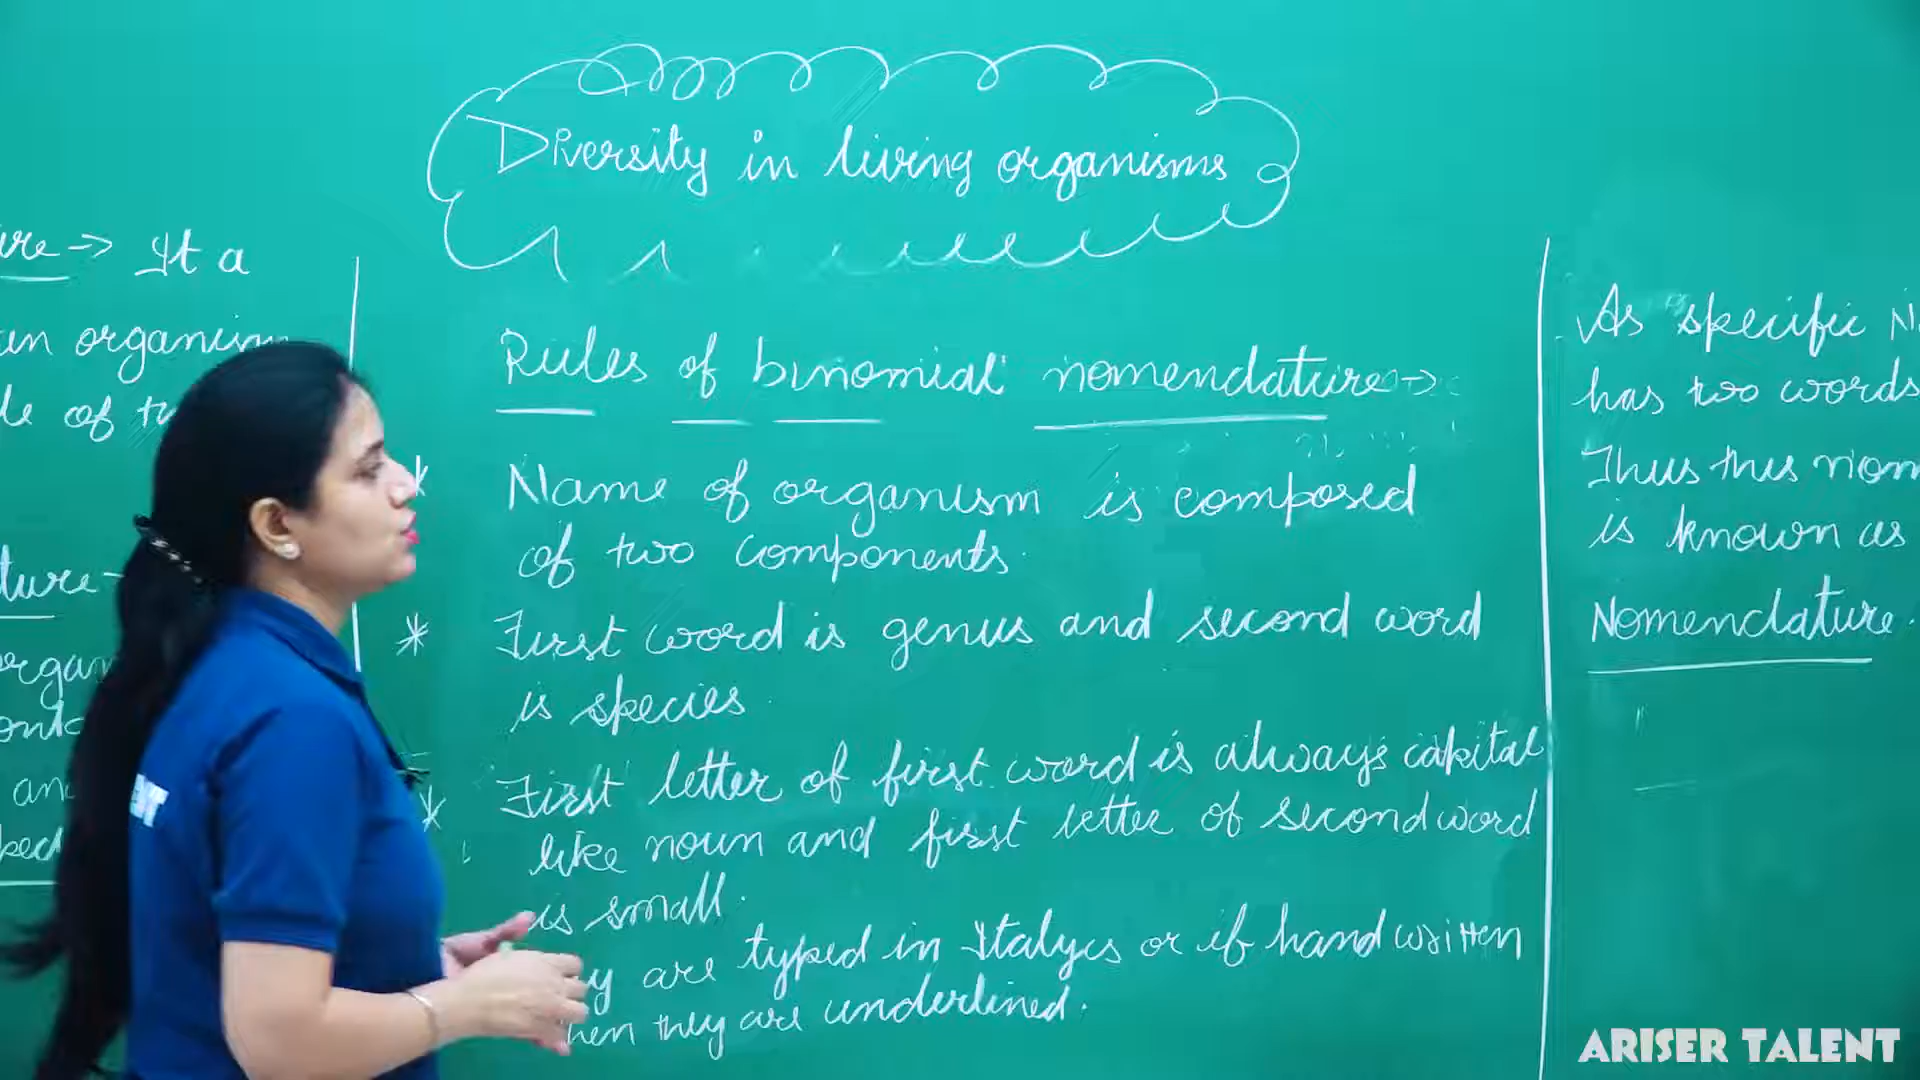 Diversity in living organisms
It a
organism
of
Rules of binomial nomenclature →
* Name of organism is composed
of two components.
* First word is genus and second word
is species
* First letter of first word is always capital
like noun and first letter of second word
is small.
are typed in Italycs or if hand written
they are underlined.
As specific
has two words
Thus this
is known as
Nomenclature.
ARISER TALENT